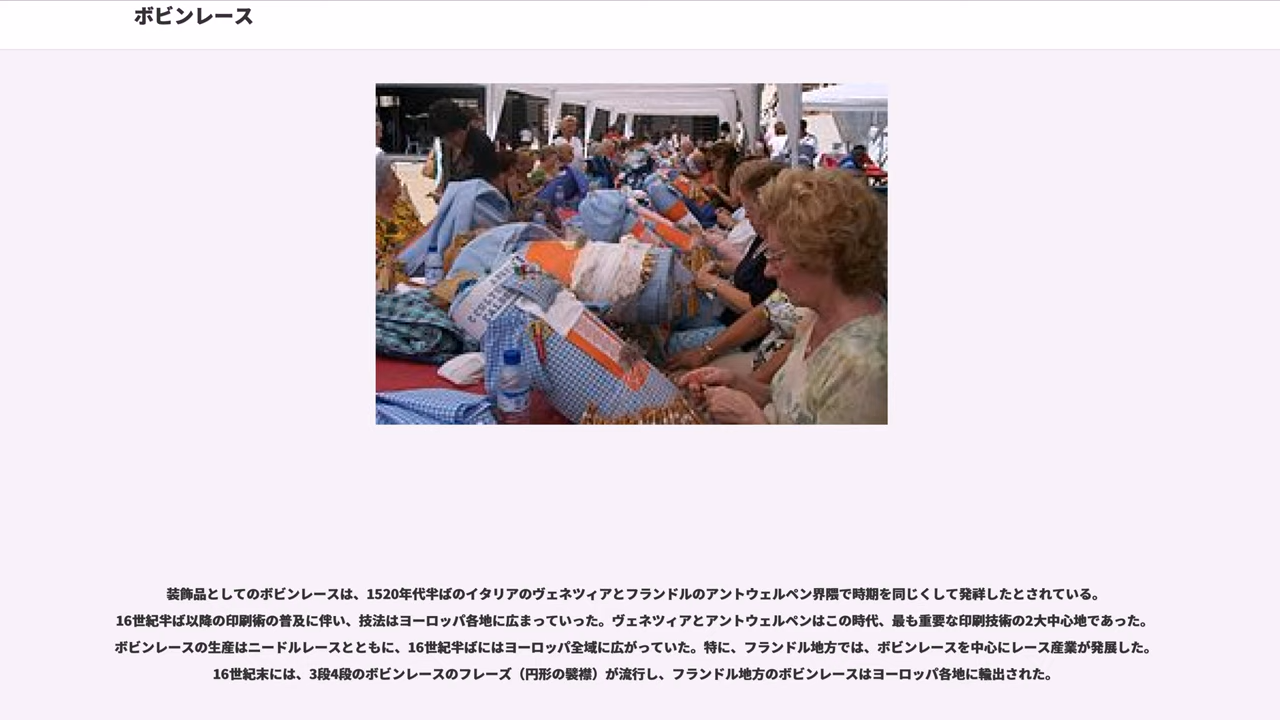 ボビンレース
装飾品としてのボビンレースは、1520年代半ばのイタリアのヴェネツィアとフランドルのアントウェルペン界隈で時期を同じくして発祥したとされている。
16世紀半ば以降の印刷術の普及に伴い、技法はヨーロッパ各地に広まっていった。ヴェネツィアとアントウェルペンはこの時代、最も重要な印刷技術の2大中心地であった。
ボビンレースの生産はニードルレースとともに、16世紀半ばにはヨーロッパ全域に広がっていた。特に、フランドル地方では、ボビンレースを中心にレース産業が発展した。
16世紀末には、3段4段のボビンレースのフレーズ（円形の襞襟）が流行し、フランドル地方のボビンレースはヨーロッパ各地に輸出された。